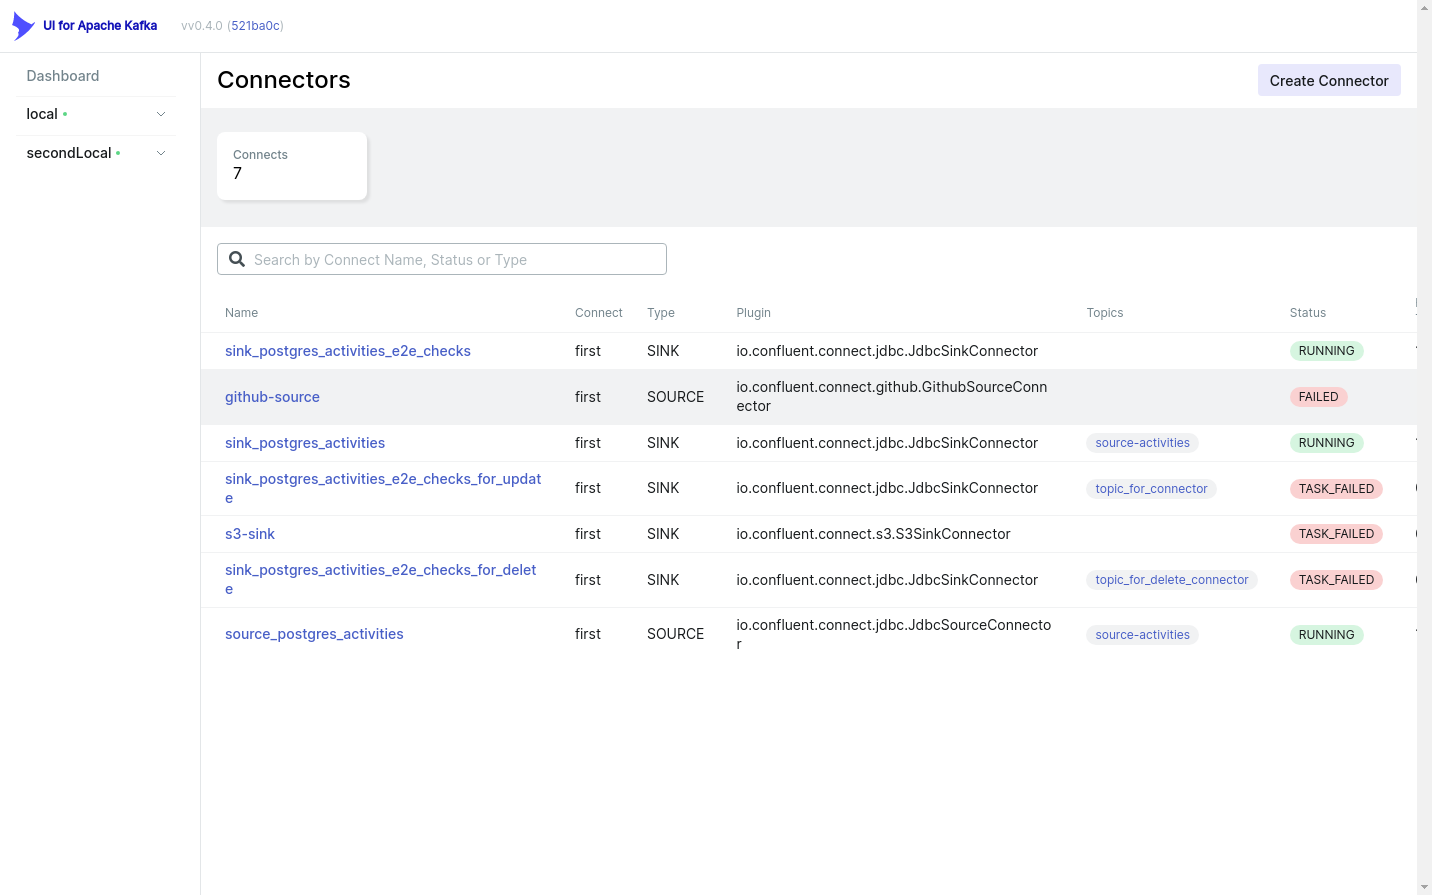 UI for Apache Kafka vv0.4.0 (521ba0c)
Dashboard
local
secondLocal
Connectors
Create Connector
Connects
7
Search by Connect Name, Status or Type
Name Connect Type Plugin Topics Status
sink_postgres_activities_e2e_checks first SINK io.confluent.connect.jdbc.JdbcSinkConnector RUNNING
github-source first SOURCE io.confluent.connect.github.GithubSourceConn
ector FAILED
sink_postgres_activities first SINK io.confluent.connect.jdbc.JdbcSinkConnector source-activities RUNNING
sink_postgres_activities_e2e_checks_for_updat
e first SINK io.confluent.connect.jdbc.JdbcSinkConnector topic_for_connector TASK_FAILED
s3-sink first SINK io.confluent.connect.s3.S3SinkConnector TASK_FAILED
sink_postgres_activities_e2e_checks_for_delet
e first SINK io.confluent.connect.jdbc.JdbcSinkConnector topic_for_delete_connector TASK_FAILED
source_postgres_activities first SOURCE io.confluent.connect.jdbc.JdbcSourceConnecto
r source-activities RUNNING